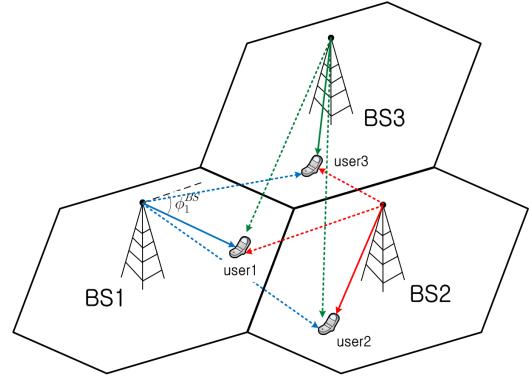 BS3
user3
ϕ₁ᴮˢ
user1
BS1
BS2
user2